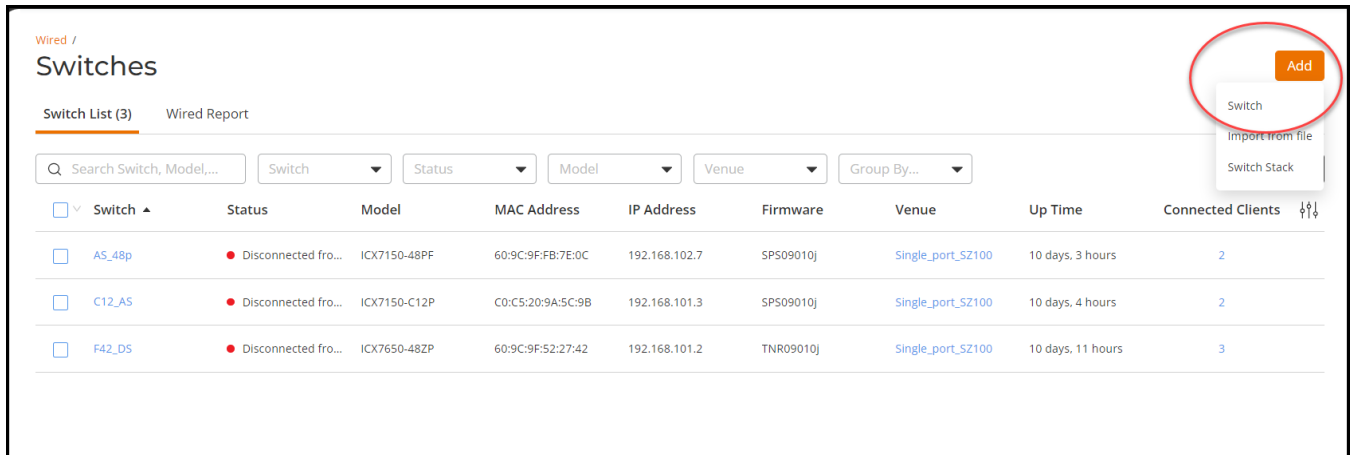 Wired /
Switches
Add
Switch List (3) Wired Report
Switch
Import from file
Switch Stack
Search Switch, Model,... Switch Status Model Venue Group By...
Switch Status Model MAC Address IP Address Firmware Venue Up Time Connected Clients
AS_48p Disconnected fro... ICX7150-48PF 60:9C:9F:FB:7E:0C 192.168.102.7 SPS09010j Single_port_SZ100 10 days, 3 hours 2
C12_AS Disconnected fro... ICX7150-C12P C0:C5:20:9A:5C:9B 192.168.101.3 SPS09010j Single_port_SZ100 10 days, 4 hours 2
F42_DS Disconnected fro... ICX7650-48ZP 60:9C:9F:52:27:42 192.168.101.2 TNR09010j Single_port_SZ100 10 days, 11 hours 3